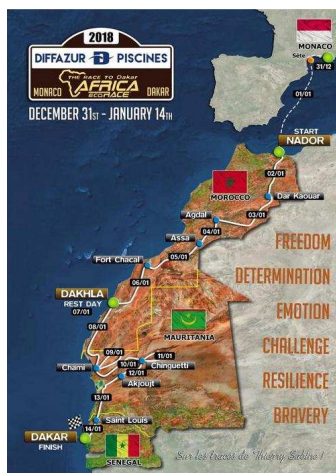 2018
DIFFAZUR D PISCINES
THE RACE TO Dakar
MONACO AFRICA DAKAR
ECO RACE
DECEMBER 31ST - JANUARY 14TH
MONACO
Sète
31/12
01/01
START
NADOR
02/01
MOROCCO
Dar Kaouar
03/01
Agdal
04/01
Assa
05/01
Fort Chacal
06/01
DAKHLA
REST DAY
07/01
08/01
MAURITANIA
09/01
11/01
10/01
Chami
Chinguetti
12/01
Akjoujt
13/01
Saint Louis
14/01
DAKAR
FINISH
SENEGAL
FREEDOM
DETERMINATION
EMOTION
CHALLENGE
RESILIENCE
BRAVERY
Sur les traces de Thierry Sabine !